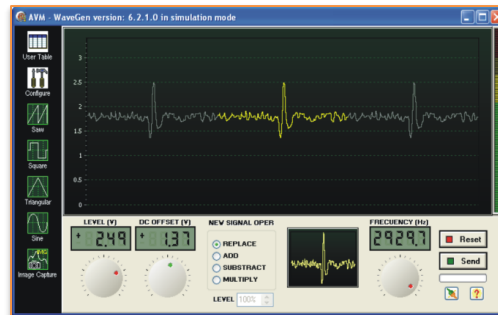 AVM - WaveGen version: 6.2.1.0 in simulation mode
User Table
Configure
Saw
Square
Triangular
Sine
Image Capture
3
2.5
2
1.5
1
0.5
0
LEVEL (V)
+ 2.49
DC OFFSET (V)
+ 1.37
NEW SIGNAL OPER
REPLACE
ADD
SUBSTRACT
MULTIPLY
LEVEL 100%
FRECUENCY (Hz)
2929.7
Reset
Send